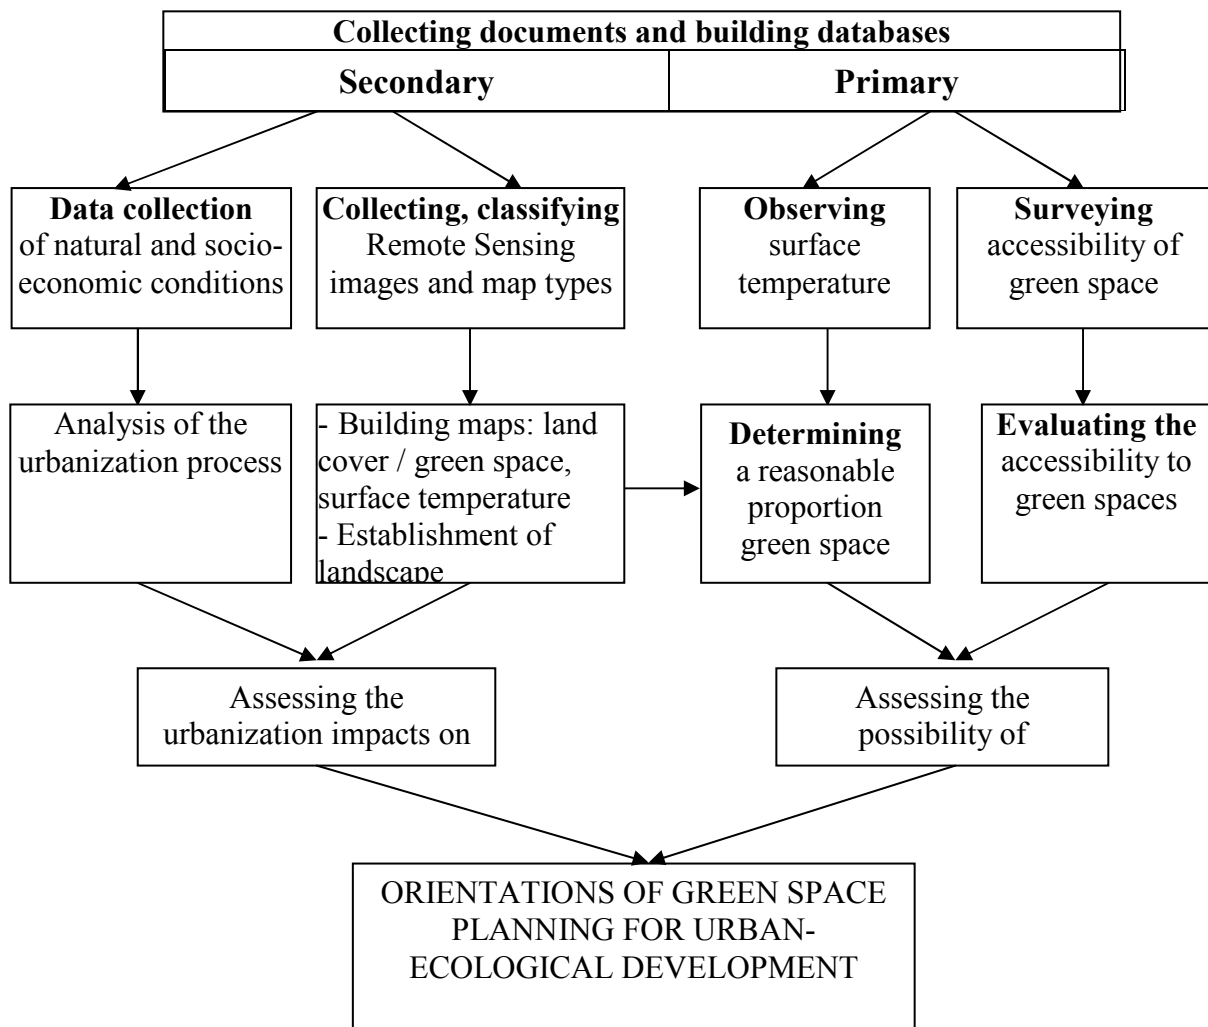 Collecting documents and building databases
Secondary
Primary
Data collection
of natural and socio-
economic conditions
Collecting, classifying
Remote Sensing
images and map types
Observing
surface
temperature
Surveying
accessibility of
green space
Analysis of the
urbanization process
- Building maps: land
cover / green space,
surface temperature
- Establishment of
landscape
Determining
a reasonable
proportion
green space
Evaluating the
accessibility to
green spaces
Assessing the
urbanization impacts on
Assessing the
possibility of
ORIENTATIONS OF GREEN SPACE
PLANNING FOR URBAN-
ECOLOGICAL DEVELOPMENT